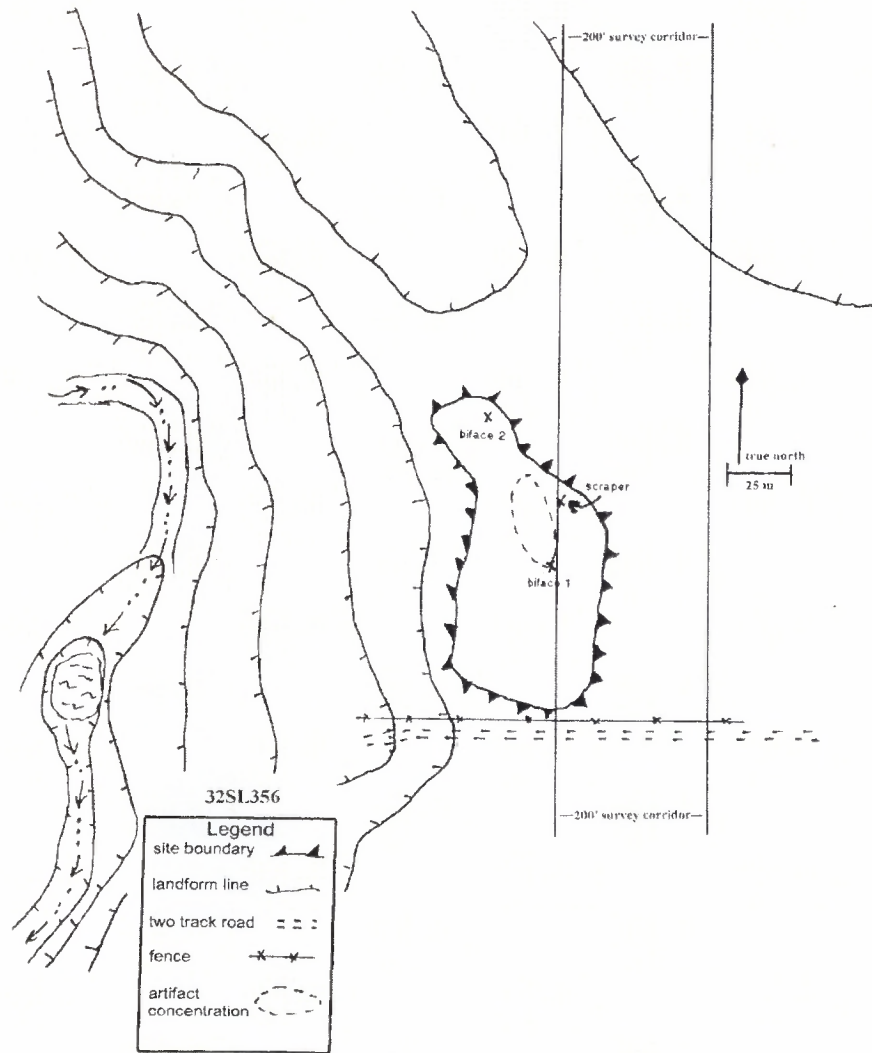 —200' survey corridor—
biface 2
scraper
biface 1
true north
25 m
—200' survey corridor—
32SL356
Legend
site boundary
landform line
two track road
fence
artifact
concentration